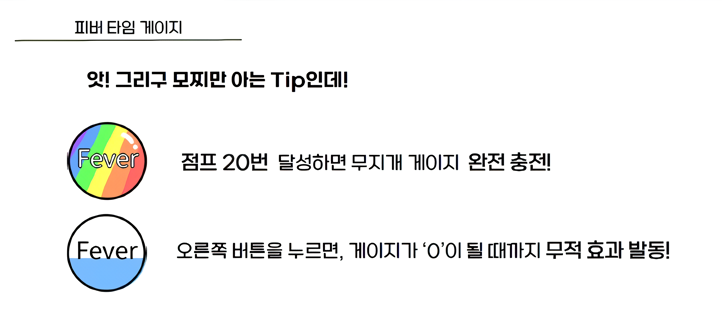 피버 타임 게이지
앗! 그리구 모찌만 아는 Tip인데!
Fever
점프 20번 달성하면 무지개 게이지 완전 충전!
Fever
오른쪽 버튼을 누르면, 게이지가 ‘0’이 될 때까지 무적 효과 발동!